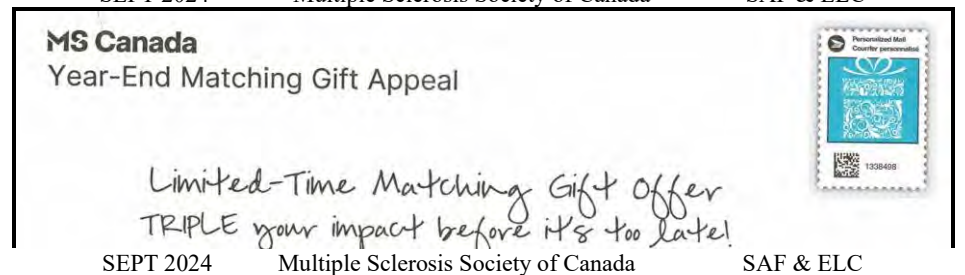 SEPT 2024 Multiple Sclerosis Society of Canada SAF & ELC
MS Canada
Year-End Matching Gift Appeal
Personalized Mail
Courrier personnalisé
1338498
Limited-Time Matching Gift Offer
TRIPLE your impact before it's too late!
SEPT 2024 Multiple Sclerosis Society of Canada SAF & ELC